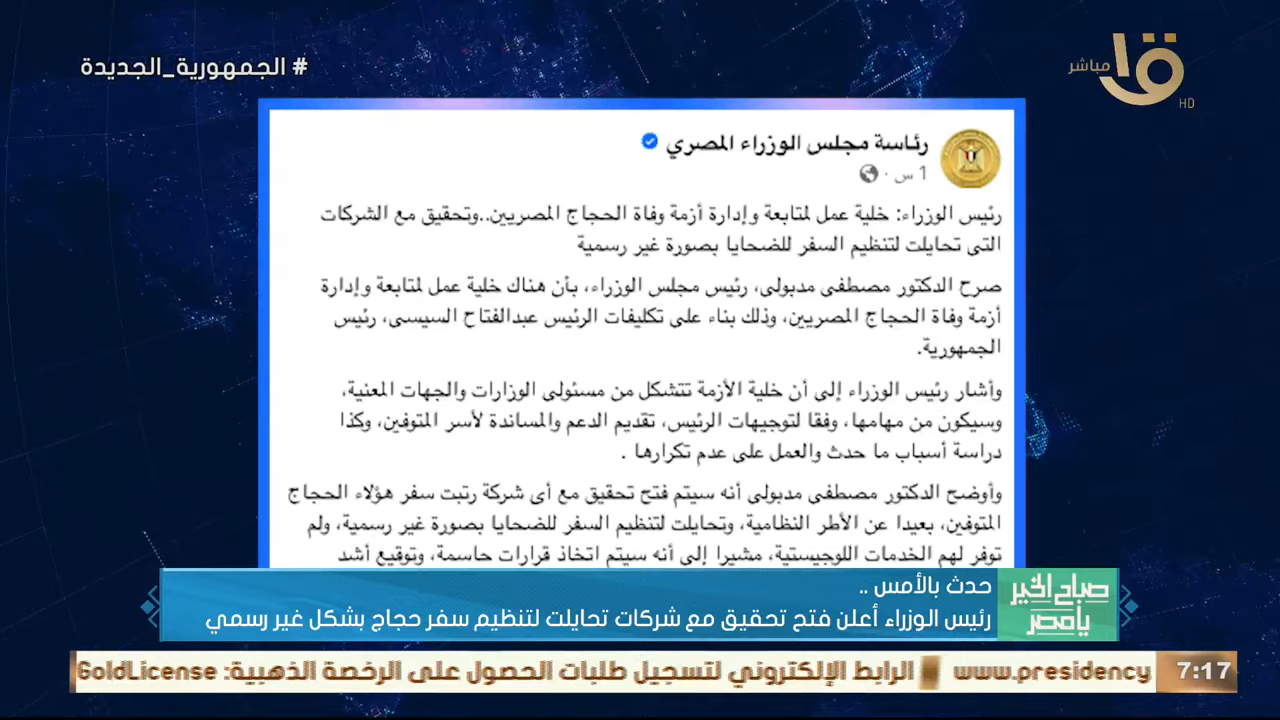 # الجمهورية_الجديدة
مباشر
HD
رئاسة مجلس الوزراء المصري
1 س ·
رئيس الوزراء: خلية عمل لمتابعة وإدارة أزمة وفاة الحجاج المصريين..وتحقيق مع الشركات
التى تحايلت لتنظيم السفر للضحايا بصورة غير رسمية
صرح الدكتور مصطفى مدبولى، رئيس مجلس الوزراء، بأن هناك خلية عمل لمتابعة وإدارة
أزمة وفاة الحجاج المصريين، وذلك بناء على تكليفات الرئيس عبدالفتاح السيسى، رئيس
الجمهورية.
وأشار رئيس الوزراء إلى أن خلية الأزمة تتشكل من مسئولى الوزارات والجهات المعنية،
وسيكون من مهامها، وفقا لتوجيهات الرئيس، تقديم الدعم والمساندة لأسر المتوفين، وكذا
دراسة أسباب ما حدث والعمل على عدم تكرارها .
وأوضح الدكتور مصطفى مدبولى أنه سيتم فتح تحقيق مع أى شركة رتبت سفر هؤلاء الحجاج
المتوفين، بعيدا عن الأطر النظامية، وتحايلت لتنظيم السفر للضحايا بصورة غير رسمية، ولم
توفر لهم الخدمات اللوجيستية، مشيرا إلى أنه سيتم اتخاذ قرارات حاسمة، وتوقيع أشد
صباح الخير
يا مصر
حدث بالأمس ..
رئيس الوزراء أعلن فتح تحقيق مع شركات تحايلت لتنظيم سفر حجاج بشكل غير رسمي
7:17
www.presidency الرابط الإلكتروني لتسجيل طلبات الحصول على الرخصة الذهبية: GoldLicense